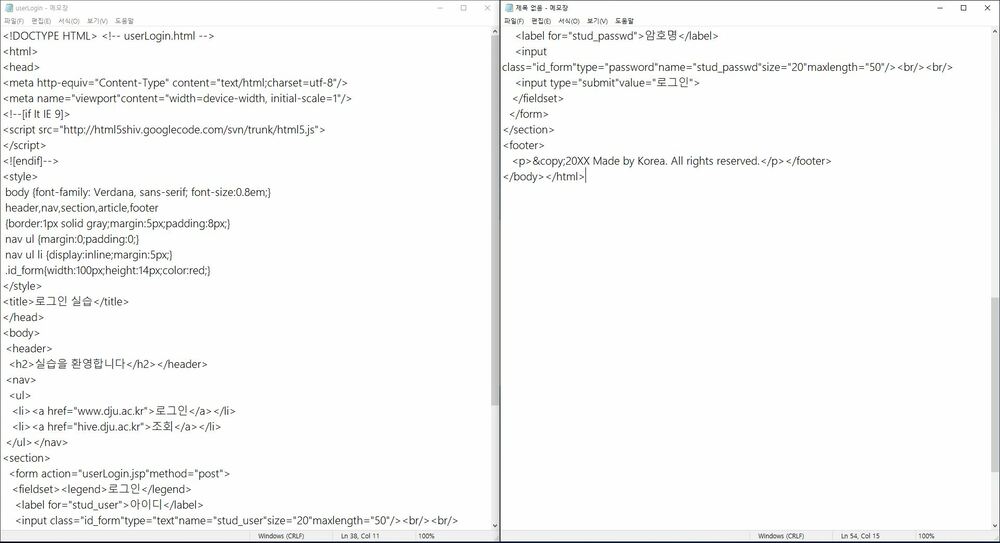 userLogin - 메모장
파일(F) 편집(E) 서식(O) 보기(V) 도움말
<!DOCTYPE HTML> <!-- userLogin.html -->
<html>
<head>
<meta http-equiv="Content-Type" content="text/html;charset=utf-8"/>
<meta name="viewport"content="width=device-width, initial-scale=1"/>
<!--[if lt IE 9]>
<script src="http://html5shiv.googlecode.com/svn/trunk/html5.js">
</script>
<![endif]-->
<style>
body {font-family: Verdana, sans-serif; font-size:0.8em;}
header,nav,section,article,footer
{border:1px solid gray;margin:5px;padding:8px;}
nav ul {margin:0;padding:0;}
nav ul li {display:inline;margin:5px;}
.id_form{width:100px;height:14px;color:red;}
</style>
<title>로그인 실습</title>
</head>
<body>
<header>
<h2>실습을 환영합니다</h2></header>
<nav>
<ul>
<li><a href="www.dju.ac.kr">로그인</a></li>
<li><a href="hive.dju.ac.kr">조회</a></li>
</ul></nav>
<section>
<form action="userLogin.jsp"method="post">
<fieldset><legend>로그인</legend>
<label for="stud_user">아이디</label>
<input class="id_form"type="text"name="stud_user"size="20"maxlength="50"/><br/><br/>
Windows (CRLF) Ln 38, Col 11 100%
제목 없음 - 메모장
파일(F) 편집(E) 서식(O) 보기(V) 도움말
<label for="stud_passwd">암호명</label>
<input
class="id_form"type="password"name="stud_passwd"size="20"maxlength="50"/><br/><br/>
<input type="submit"value="로그인">
</fieldset>
</form>
</section>
<footer>
<p>&copy;20XX Made by Korea. All rights reserved.</p></footer>
</body></html>
Windows (CRLF) Ln 54, Col 15 100%